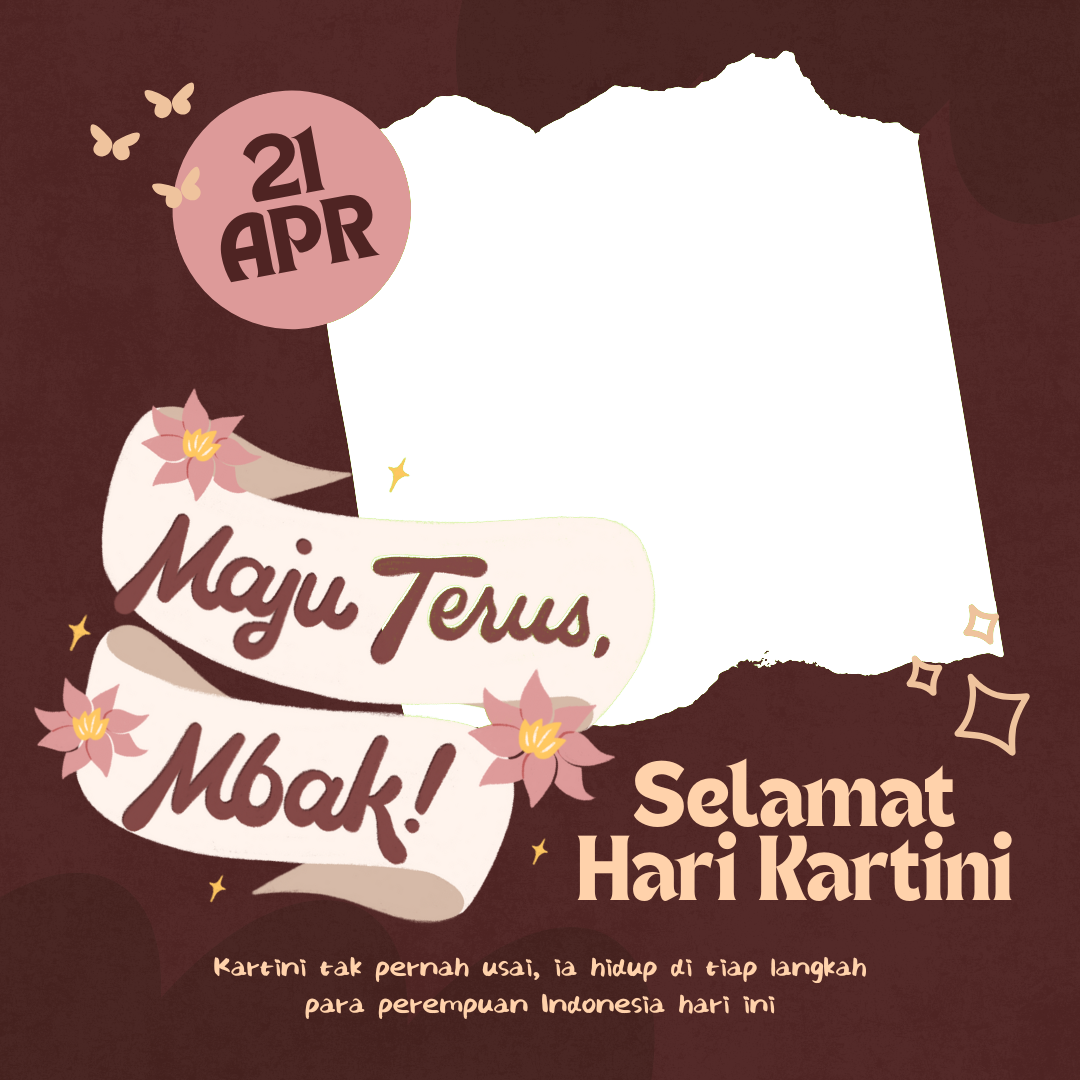 21
APR
Maju Terus,
Mbak!
Selamat
Hari Kartini
Kartini tak pernah usai, ia hidup di tiap langkah
para perempuan Indonesia hari ini